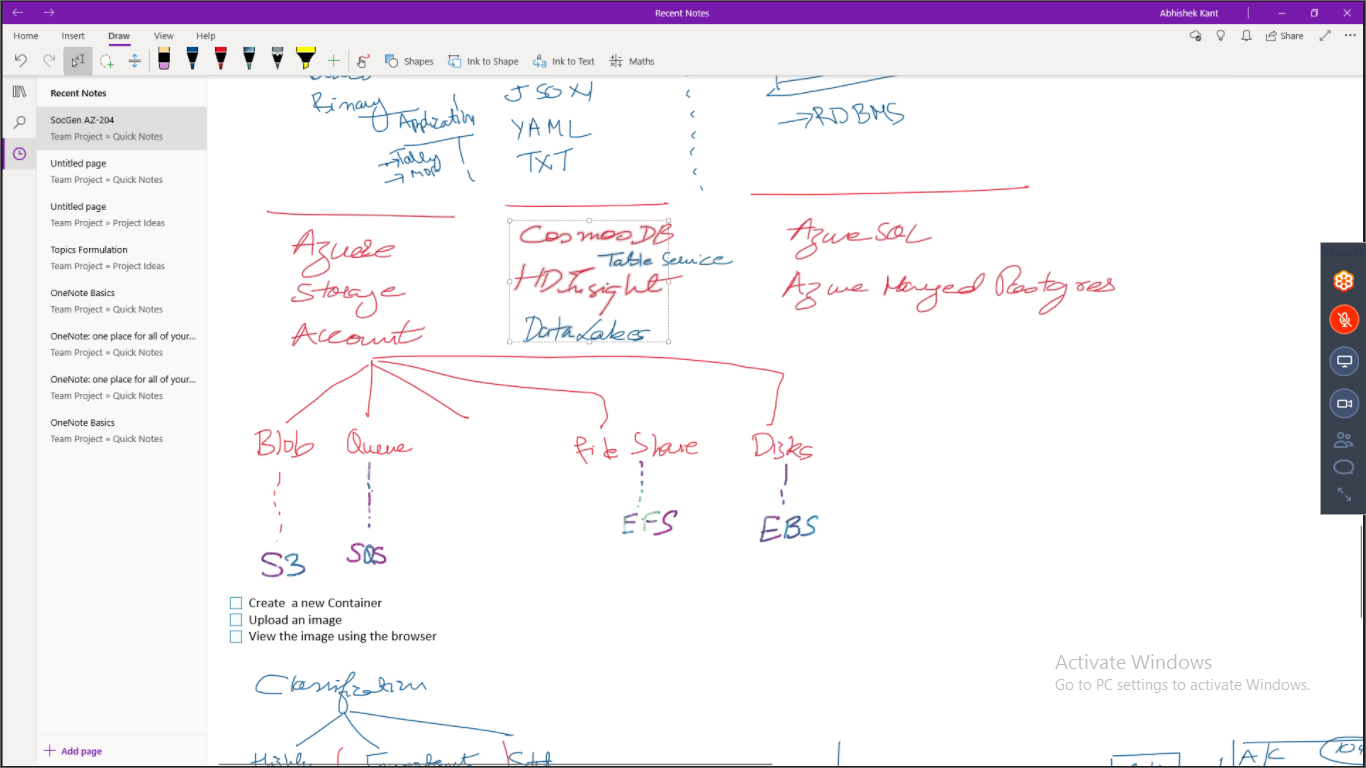 Recent Notes
Abhishek Kant
Home Insert Draw View Help
Share
Shapes
Ink to Shape
Ink to Text
Maths
Recent Notes
SocGen AZ-204
Team Project » Quick Notes
Untitled page
Team Project » Quick Notes
Untitled page
Team Project » Project Ideas
Topics Formulation
Team Project » Project Ideas
OneNote Basics
Team Project » Quick Notes
OneNote: one place for all of your...
Team Project » Quick Notes
OneNote: one place for all of your...
Team Project » Quick Notes
OneNote Basics
Team Project » Quick Notes
Add page
Binary
Application
→ Tally
JSON
YAML
TXT
→ RDBMS
Azure
Storage
Account
CosmosDB
Table Service
HDInsight
Data Lakes
Azure SQL
Azure Managed Postgres
Blob Queue File Share Disks
S3 SQS EFS EBS
Create a new Container
Upload an image
View the image using the browser
Classification
A/C
Activate Windows
Go to PC settings to activate Windows.